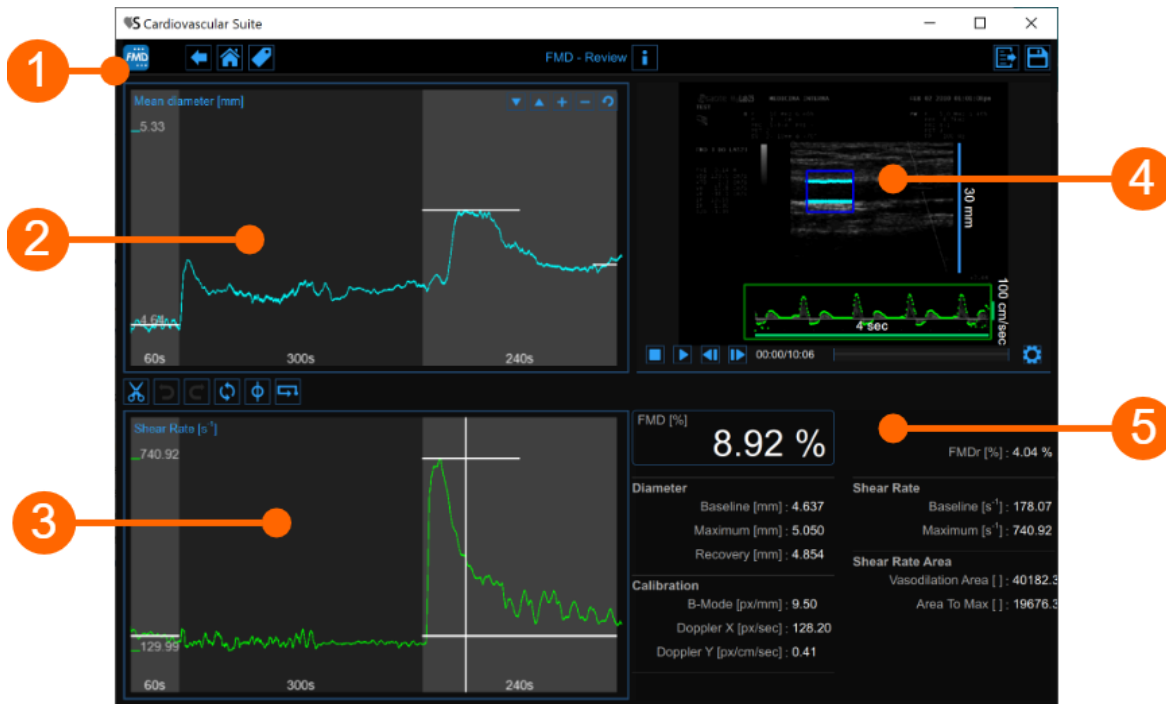 S Cardiovascular Suite
FMD
FMD - Review
i
1
Mean diameter [mm]
5.33
4.64
60s
300s
240s
2
MEDICINA INTERNA
TEST
30 mm
100 cm/sec
4 sec
00:00/10:06
4
Shear Rate [s-1]
740.92
129.99
60s
300s
240s
3
FMD [%]
8.92 %
FMDr [%] : 4.04 %
5
Diameter
Baseline [mm] : 4.637
Maximum [mm] : 5.050
Recovery [mm] : 4.854
Shear Rate
Baseline [s-1] : 178.07
Maximum [s-1] : 740.92
Shear Rate Area
Vasodilation Area [ ] : 40182.3
Area To Max [ ] : 19676.3
Calibration
B-Mode [px/mm] : 9.50
Doppler X [px/sec] : 128.20
Doppler Y [px/cm/sec] : 0.41